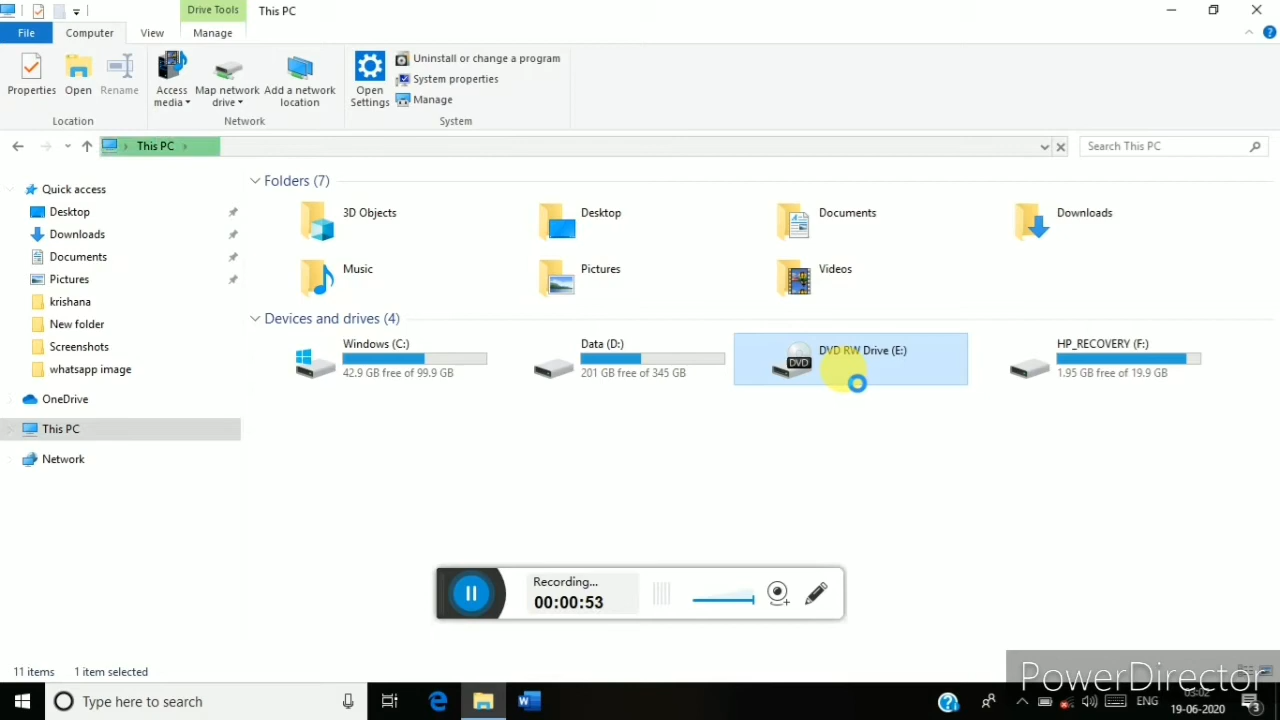 Drive Tools
This PC
File
Computer
View
Manage
Properties
Open
Rename
Access media
Map network drive
Add a network location
Open Settings
Uninstall or change a program
System properties
Manage
Location
Network
System
This PC
Search This PC
Quick access
Desktop
Downloads
Documents
Pictures
krishana
New folder
Screenshots
whatsapp image
OneDrive
This PC
Network
Folders (7)
3D Objects
Desktop
Documents
Downloads
Music
Pictures
Videos
Devices and drives (4)
Windows (C:)
42.9 GB free of 99.9 GB
Data (D:)
201 GB free of 345 GB
DVD
DVD RW Drive (E:)
HP_RECOVERY (F:)
1.95 GB free of 19.9 GB
Recording...
00:00:53
11 items
1 item selected
PowerDirector
Type here to search
W
ENG
03:02
19-06-2020
3